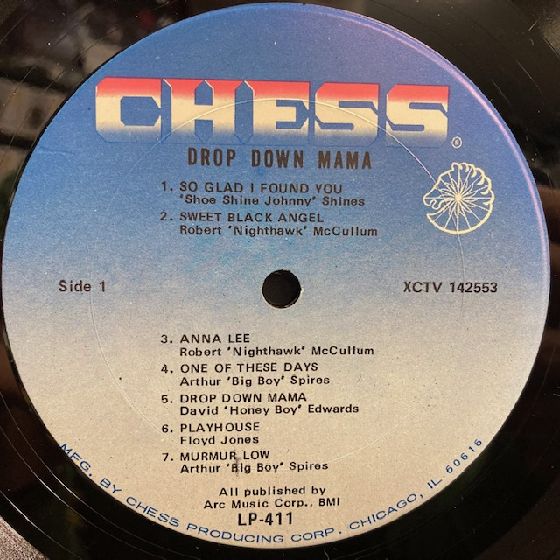 CHESS
®
DROP DOWN MAMA
1. SO GLAD I FOUND YOU
"Shoe Shine Johnny" Shines
2. SWEET BLACK ANGEL
Robert "Nighthawk" McCullum
Side 1
XCTV 142553
3. ANNA LEE
Robert "Nighthawk" McCullum
4. ONE OF THESE DAYS
Arthur "Big Boy" Spires
5. DROP DOWN MAMA
David "Honey Boy" Edwards
6. PLAYHOUSE
Floyd Jones
7. MURMUR LOW
Arthur "Big Boy" Spires
All published by
Arc Music Corp., BMI
LP-411
MFG. BY CHESS PRODUCING CORP. CHICAGO, IL 60616